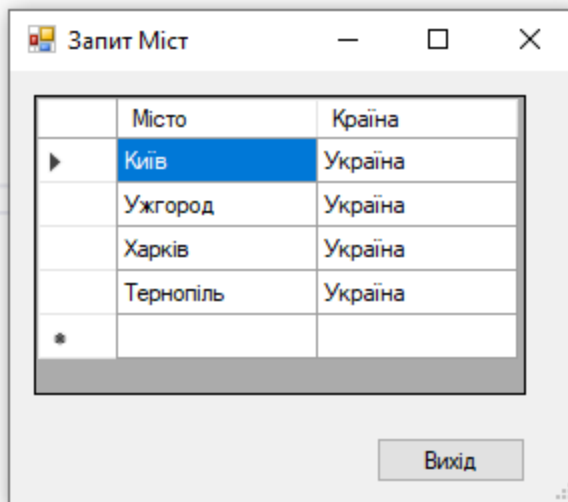 Запит Міст
Місто Країна
Київ Україна
Ужгород Україна
Харків Україна
Тернопіль Україна
Вихід